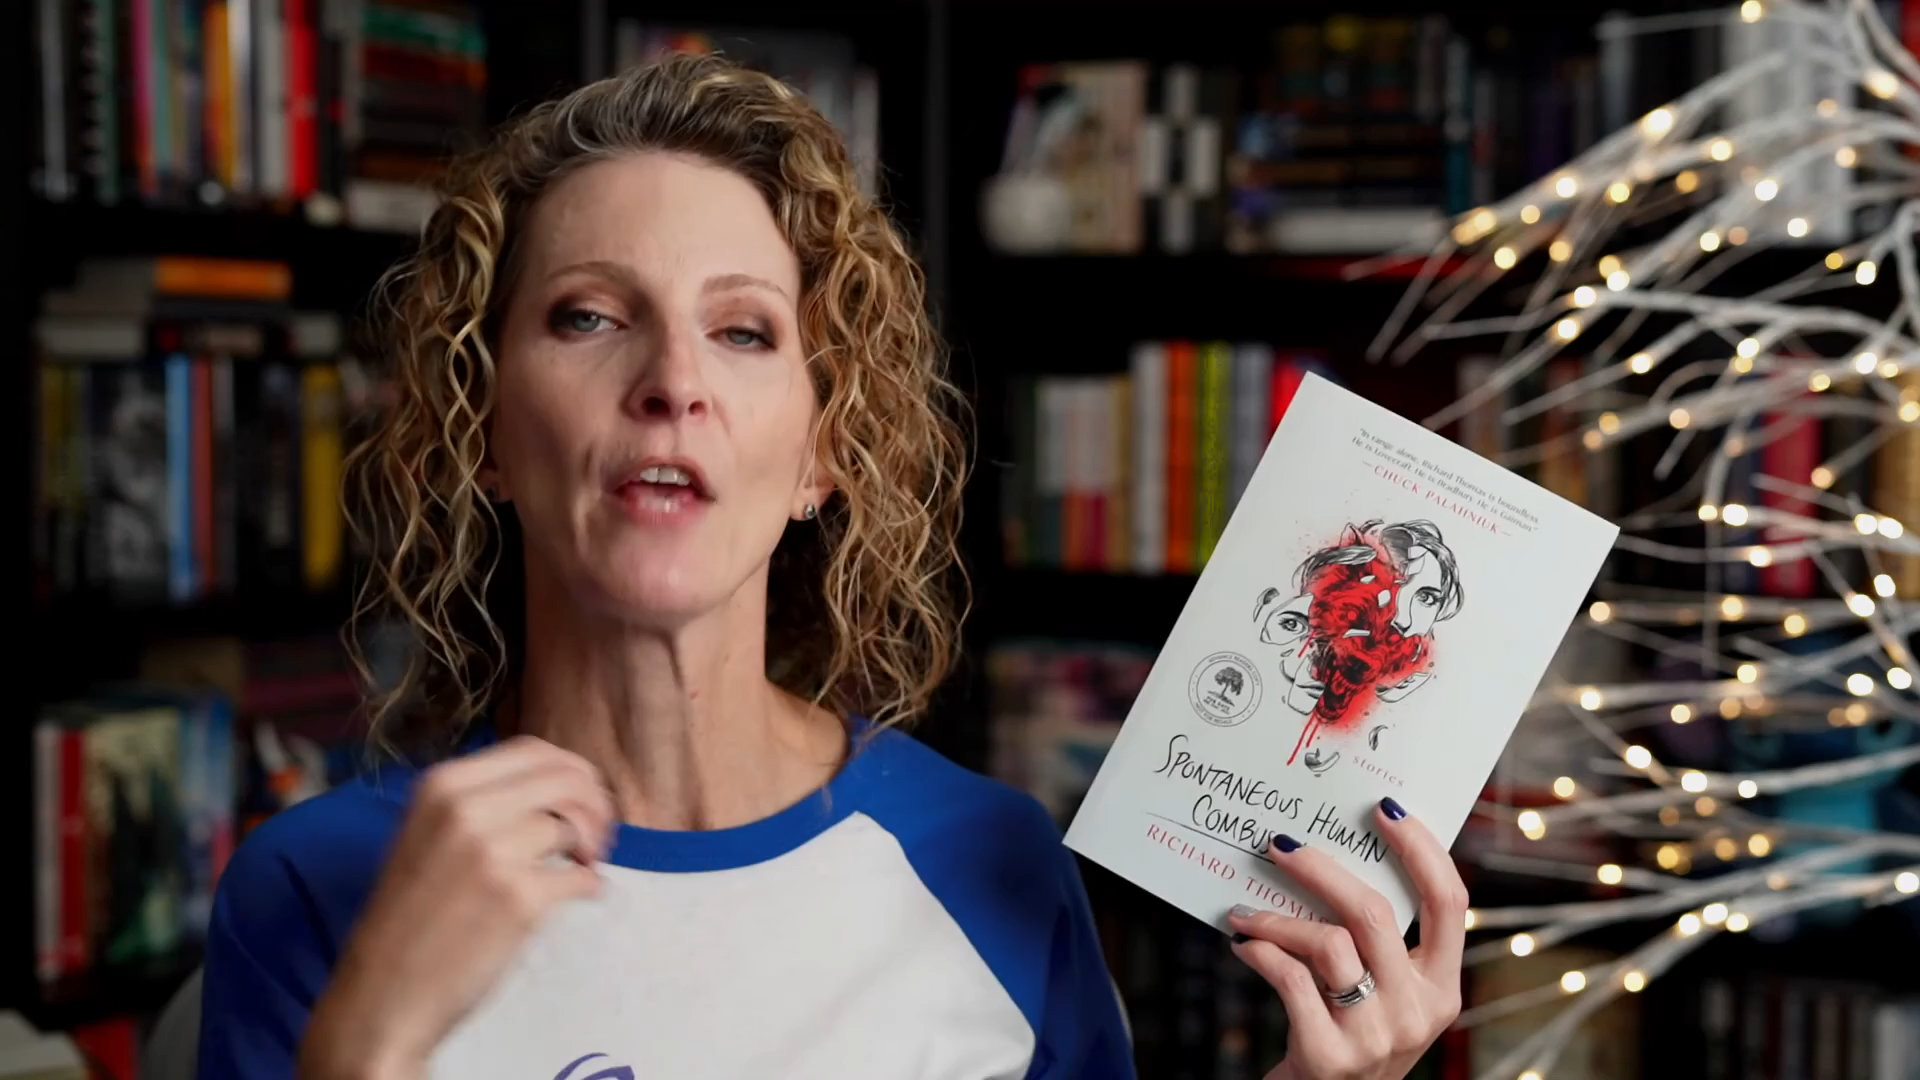 "In range alone, Richard Thomas is boundless.
He is Lovecraft. He is Bradbury. He is Gaiman."
—CHUCK PALAHNIUK—
stories
SPONTANEOUS HUMAN
COMBUS
RICHARD THOMAS